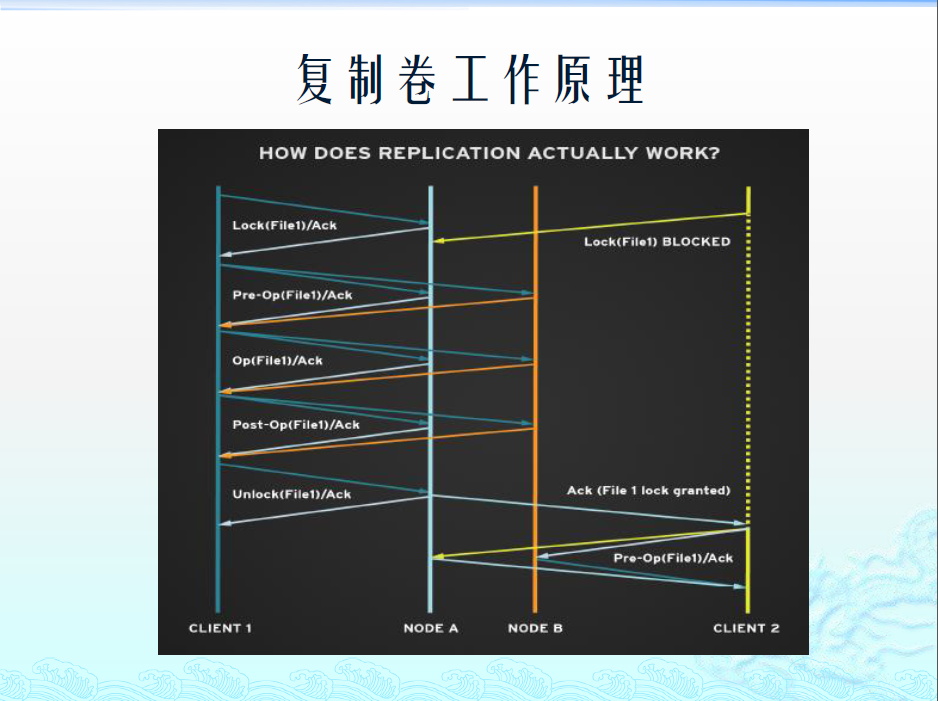 复制卷工作原理
HOW DOES REPLICATION ACTUALLY WORK?
Lock(File1)/Ack
Lock(File1) BLOCKED
Pre-Op(File1)/Ack
Op(File1)/Ack
Post-Op(File1)/Ack
Unlock(File1)/Ack
Ack (File 1 lock granted)
Pre-Op(File1)/Ack
CLIENT 1
NODE A
NODE B
CLIENT 2